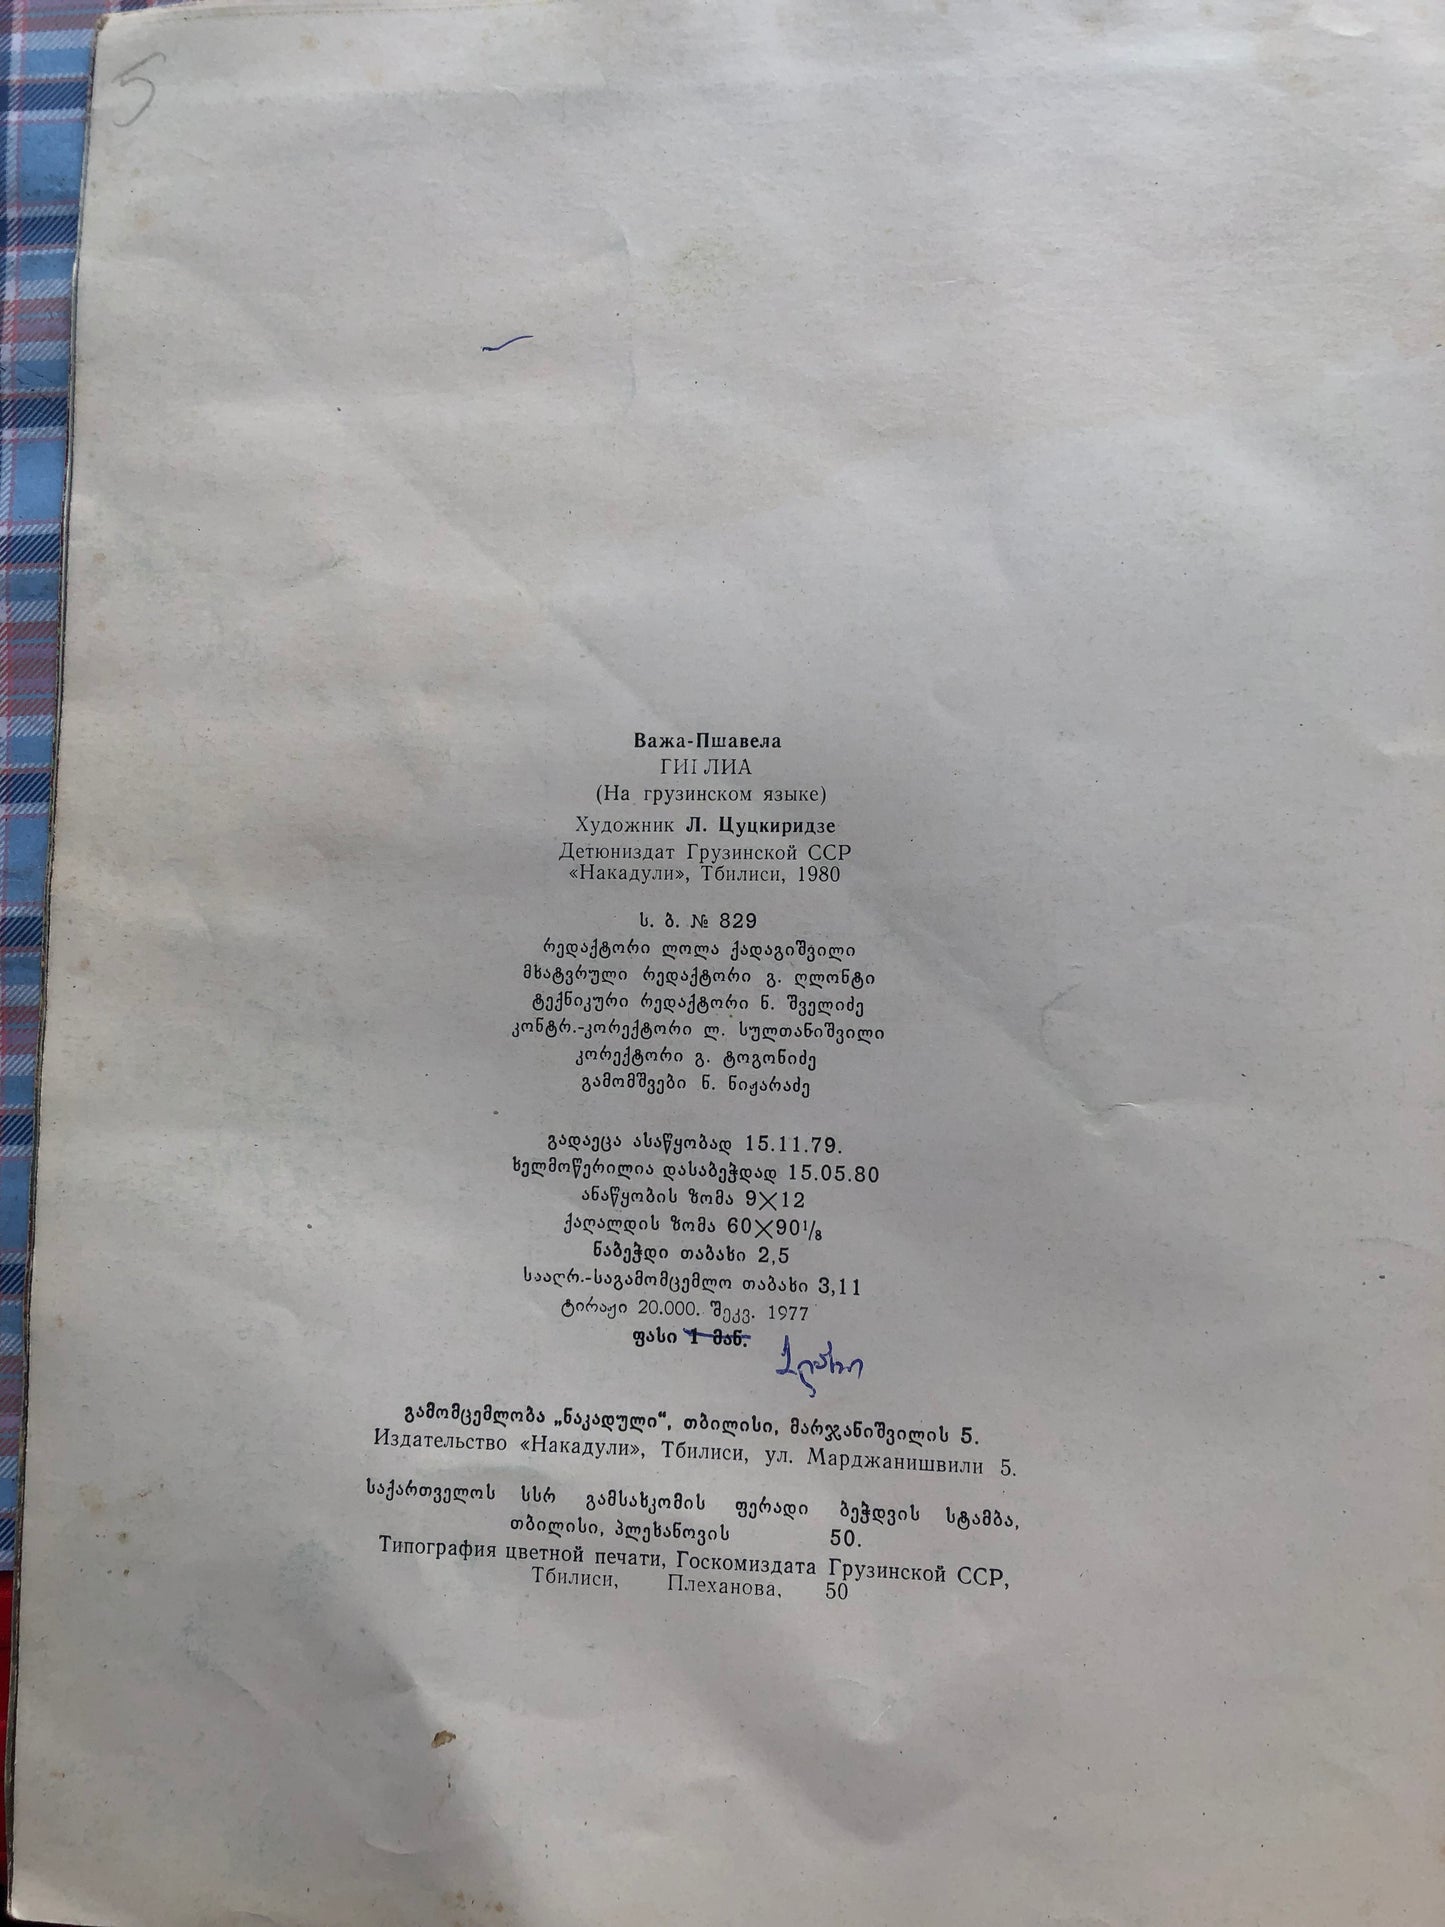 5
Важа-Пшавела
ГИГЛИА
(На грузинском языке)
Художник Л. Цуцкиридзе
Детюниздат Грузинской ССР
«Накадули», Тбилиси, 1980
ს. ბ. № 829
რედაქტორი ლოლა ქადაგიშვილი
მხატვრული რედაქტორი გ. ღლონტი
ტექნიკური რედაქტორი ნ. შველიძე
კონტრ.-კორექტორი ლ. სულთანიშვილი
კორექტორი გ. ტოგონიძე
გამომშვები ნ. ნიჟარაძე
გადაეცა ასაწყობად 15.11.79.
ხელმოწერილია დასაბეჭდად 15.05.80
ანაწყობის ზომა 9×12
ქაღალდის ზომა 60×90¹/₈
ნაბეჭდი თაბახი 2,5
სააღრ.-საგამომცემლო თაბახი 3,11
ტირაჟი 20.000. შეკვ. 1977
ფასი 1 მან.
გამომცემლობა „ნაკადული“, თბილისი, მარჯანიშვილის 5.
Издательство «Накадули», Тбилиси, ул. Марджанишвили 5.
საქართველოს სსრ გამსახკომის ფერადი ბეჭდვის სტამბა,
თბილისი, პლეხანოვის 50.
Типография цветной печати, Госкомиздата Грузинской ССР,
Тбилиси, Плеханова, 50